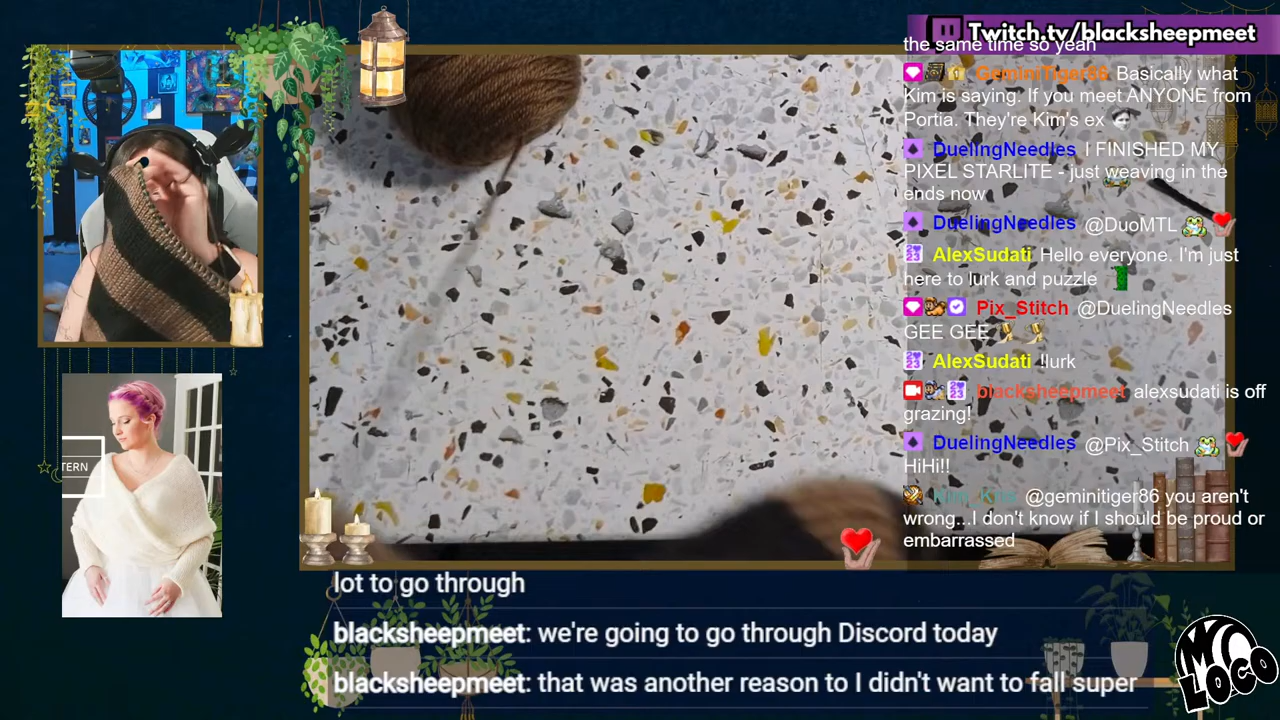 Twitch.tv/blacksheepmeet
the same time so yeah
GeminiTiger86 Basically what
Kim is saying. If you meet ANYONE from
Portia. They're Kim's ex
DuelingNeedles I FINISHED MY
PIXEL STARLITE - just weaving in the
ends now
DuelingNeedles @DuoMTL
AlexSudati Hello everyone. I'm just
here to lurk and puzzle
Pix_Stitch @DuelingNeedles
GEE GEE
AlexSudati !lurk
blacksheepmeet alexsudati is off
grazing!
DuelingNeedles @Pix_Stitch
HiHi!!
@geminitiger86 you aren't
wrong...I don't know if I should be proud or
embarrassed
TERN
lot to go through
blacksheepmeet: we're going to go through Discord today
blacksheepmeet: that was another reason to I didn't want to fall super
MC
LOCO